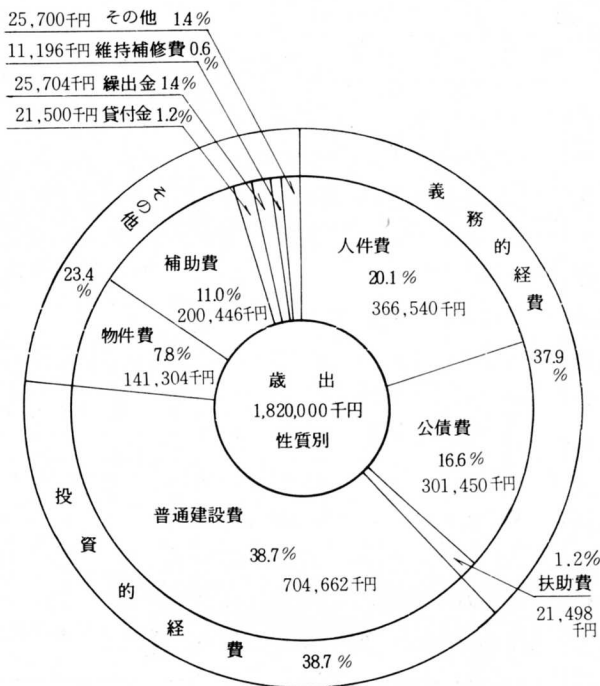 25,700千円 その他 1.4%
11,196千円 維持補修費 0.6
%
25,704千円 繰出金 1.4%
21,500千円 貸付金 1.2%
義務的経費
37.9
%
人件費
20.1%
366,540千円
公債費
16.6%
301,450千円
1.2%
扶助費
21,498
千円
投資的経費
38.7%
普通建設費
38.7%
704,662千円
その他
23.4
%
物件費
7.8%
141,304千円
補助費
11.0%
200,446千円
歳出
1,820,000千円
性質別